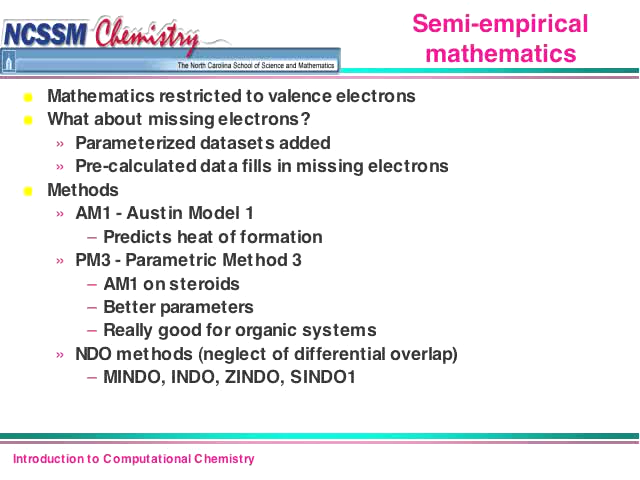 NCSSM Chemistry
The North Carolina School of Science and Mathematics
Semi-empirical
mathematics
Mathematics restricted to valence electrons
What about missing electrons?
» Parameterized datasets added
» Pre-calculated data fills in missing electrons
Methods
» AM1 - Austin Model 1
– Predicts heat of formation
» PM3 - Parametric Method 3
– AM1 on steroids
– Better parameters
– Really good for organic systems
» NDO methods (neglect of differential overlap)
– MINDO, INDO, ZINDO, SINDO1
Introduction to Computational Chemistry